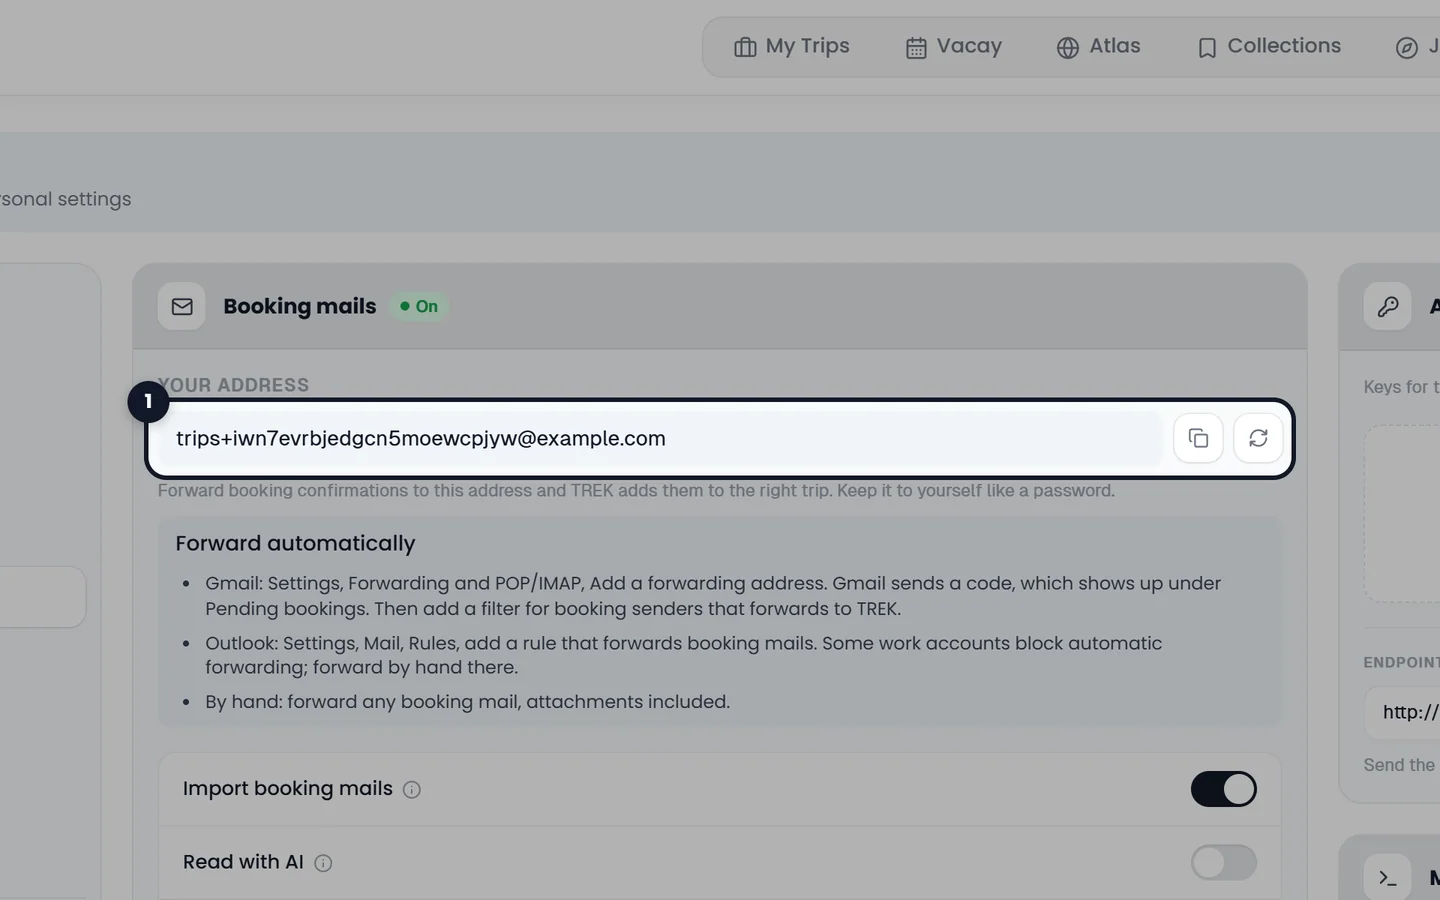 My Trips
Vacay
Atlas
Collections
J
rsonal settings
Booking mails
On
YOUR ADDRESS
1
trips+iwn7evrbjedgcn5moewcpjyw@example.com
Forward booking confirmations to this address and TREK adds them to the right trip. Keep it to yourself like a password.
Forward automatically
• Gmail: Settings, Forwarding and POP/IMAP, Add a forwarding address. Gmail sends a code, which shows up under
Pending bookings. Then add a filter for booking senders that forwards to TREK.
• Outlook: Settings, Mail, Rules, add a rule that forwards booking mails. Some work accounts block automatic
forwarding; forward by hand there.
• By hand: forward any booking mail, attachments included.
Import booking mails
Read with AI
A
Keys for t
ENDPOINT
http://
Send the
M